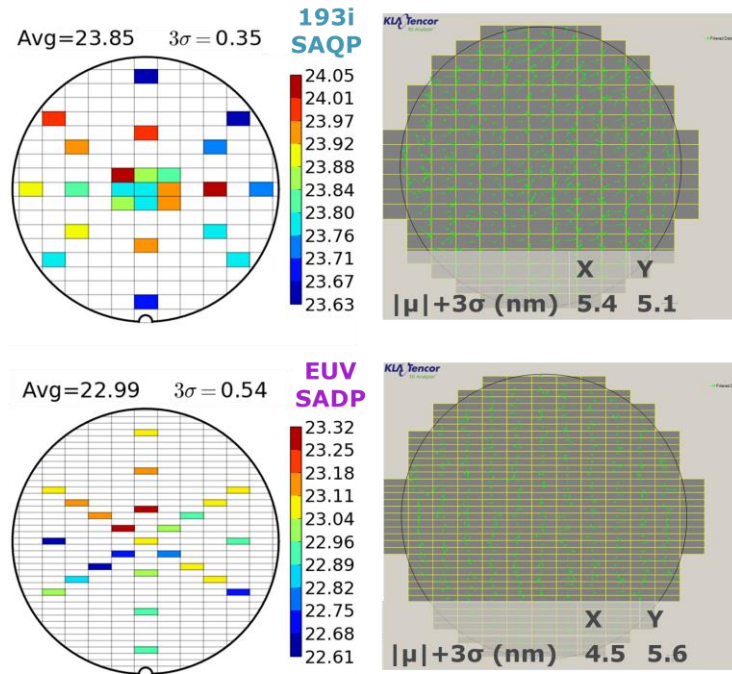 193i
SAQP
Avg=23.85 3σ=0.35
24.05
24.01
23.97
23.93
23.88
23.84
23.80
23.76
23.71
23.67
23.63
KLA Tencor
X Y
|μ|+3σ (nm) 5.4 5.1
EUV
SADP
Avg=22.99 3σ=0.54
23.32
23.25
23.18
23.11
23.04
22.96
22.89
22.82
22.75
22.68
22.61
KLA Tencor
X Y
|μ|+3σ (nm) 4.5 5.6